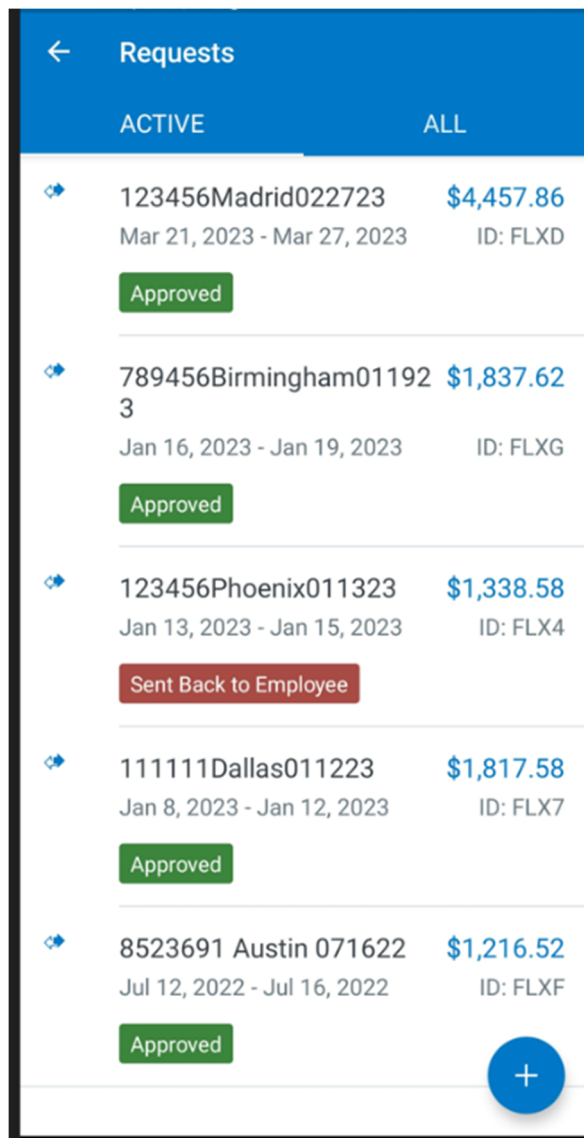 Requests
ACTIVE ALL
123456Madrid022723 $4,457.86
Mar 21, 2023 - Mar 27, 2023 ID: FLXD
Approved
789456Birmingham01192 $1,837.62
3
Jan 16, 2023 - Jan 19, 2023 ID: FLXG
Approved
123456Phoenix011323 $1,338.58
Jan 13, 2023 - Jan 15, 2023 ID: FLX4
Sent Back to Employee
111111Dallas011223 $1,817.58
Jan 8, 2023 - Jan 12, 2023 ID: FLX7
Approved
8523691 Austin 071622 $1,216.52
Jul 12, 2022 - Jul 16, 2022 ID: FLXF
Approved